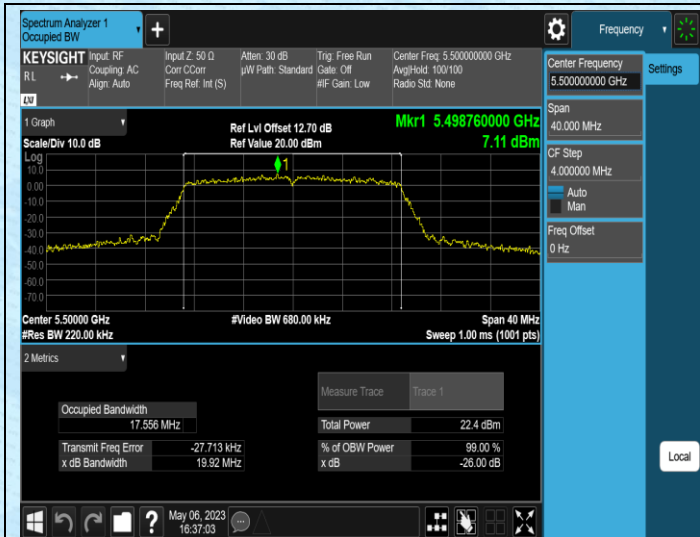 Spectrum Analyzer 1
Occupied BW
+
Frequency
KEYSIGHT
RL
LXI
Input: RF
Coupling: AC
Align: Auto
Input Z: 50 Ω
Corr CCorr
Freq Ref: Int (S)
Atten: 30 dB
µW Path: Standard
Trig: Free Run
Gate: Off
#IF Gain: Low
Center Freq: 5.500000000 GHz
Avg|Hold: 100/100
Radio Std: None
Center Frequency
5.500000000 GHz
Settings
Span
40.000 MHz
CF Step
4.000000 MHz
Auto
Man
Freq Offset
0 Hz
Local
1 Graph
Scale/Div 10.0 dB
Ref Lvl Offset 12.70 dB
Ref Value 20.00 dBm
Mkr1 5.498760000 GHz
7.11 dBm
Log
10.0
0.00
-10.0
-20.0
-30.0
-40.0
-50.0
-60.0
-70.0
1
Center 5.50000 GHz
#Res BW 220.00 kHz
#Video BW 680.00 kHz
Span 40 MHz
Sweep 1.00 ms (1001 pts)
2 Metrics
Measure Trace
Trace 1
Occupied Bandwidth
17.556 MHz
Total Power
22.4 dBm
Transmit Freq Error
-27.713 kHz
% of OBW Power
99.00 %
x dB Bandwidth
19.92 MHz
x dB
-26.00 dB
?
May 06, 2023
16:37:03